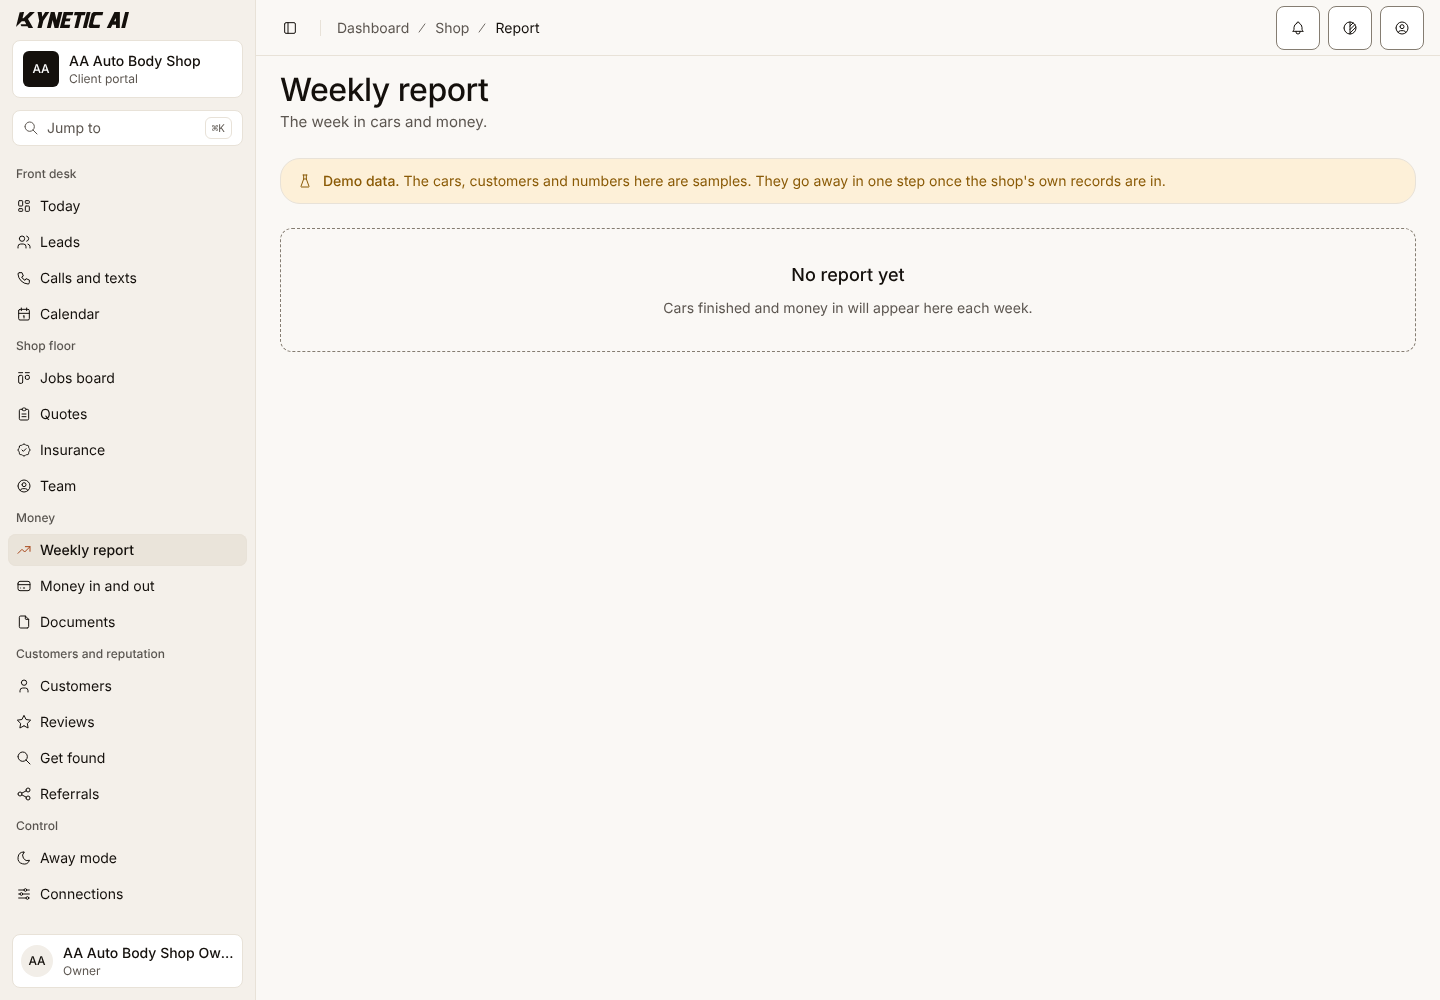 KYNETIC AI
AA
AA Auto Body Shop
Client portal
Jump to
⌘K
Front desk
Today
Leads
Calls and texts
Calendar
Shop floor
Jobs board
Quotes
Insurance
Team
Money
Weekly report
Money in and out
Documents
Customers and reputation
Customers
Reviews
Get found
Referrals
Control
Away mode
Connections
AA
AA Auto Body Shop Ow...
Owner
Dashboard / Shop / Report
Weekly report
The week in cars and money.
Demo data. The cars, customers and numbers here are samples. They go away in one step once the shop's own records are in.
No report yet
Cars finished and money in will appear here each week.